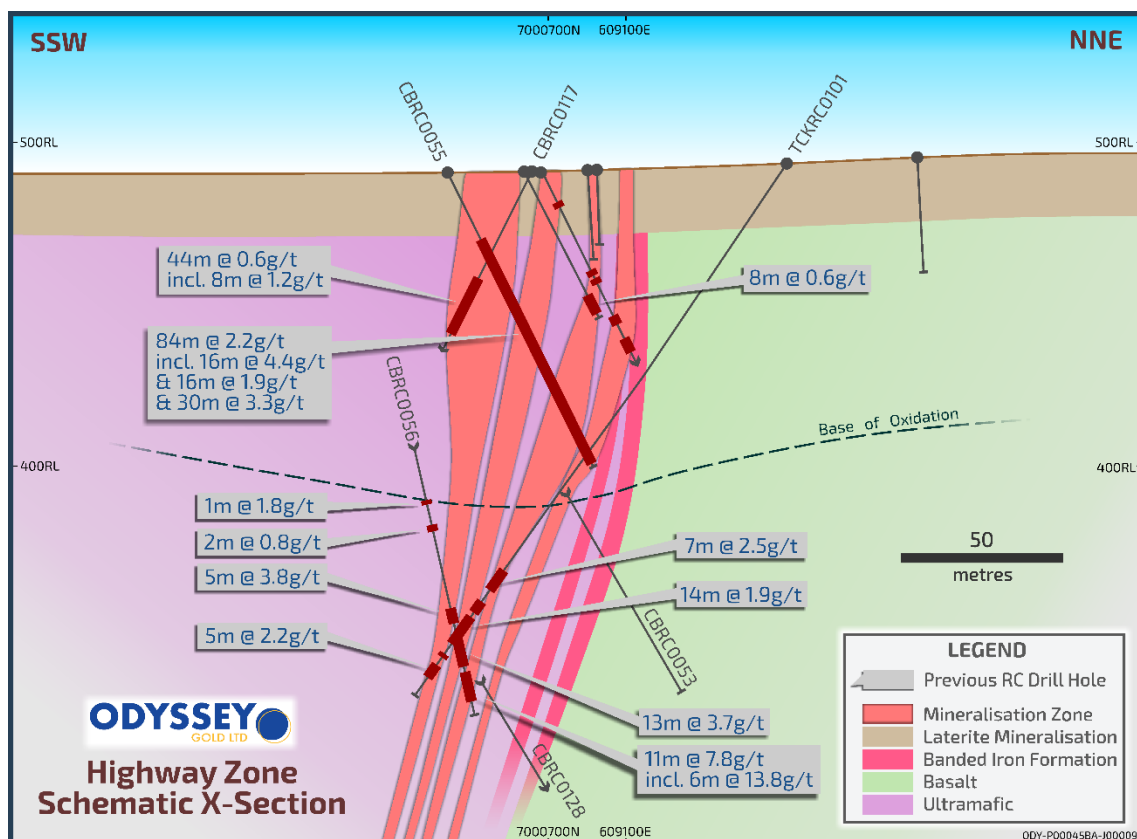 7000700N 609100E
SSW
NNE
CBRC0055
CBRC0117
TCKRC0101
500RL
500RL
44m @ 0.6g/t
incl. 8m @ 1.2g/t
8m @ 0.6g/t
84m @ 2.2g/t
incl. 16m @ 4.4g/t
& 16m @ 1.9g/t
& 30m @ 3.3g/t
CBRC0056
Base of Oxidation
400RL
400RL
1m @ 1.8g/t
2m @ 0.8g/t
5m @ 3.8g/t
5m @ 2.2g/t
7m @ 2.5g/t
14m @ 1.9g/t
50
metres
CBRC0053
13m @ 3.7g/t
11m @ 7.8g/t
incl. 6m @ 13.8g/t
CBRC0128
ODYSSEY
GOLD LTD
Highway Zone
Schematic X-Section
LEGEND
Previous RC Drill Hole
Mineralisation Zone
Laterite Mineralisation
Banded Iron Formation
Basalt
Ultramafic
7000700N 609100E
ODY-P00045BA-J00009